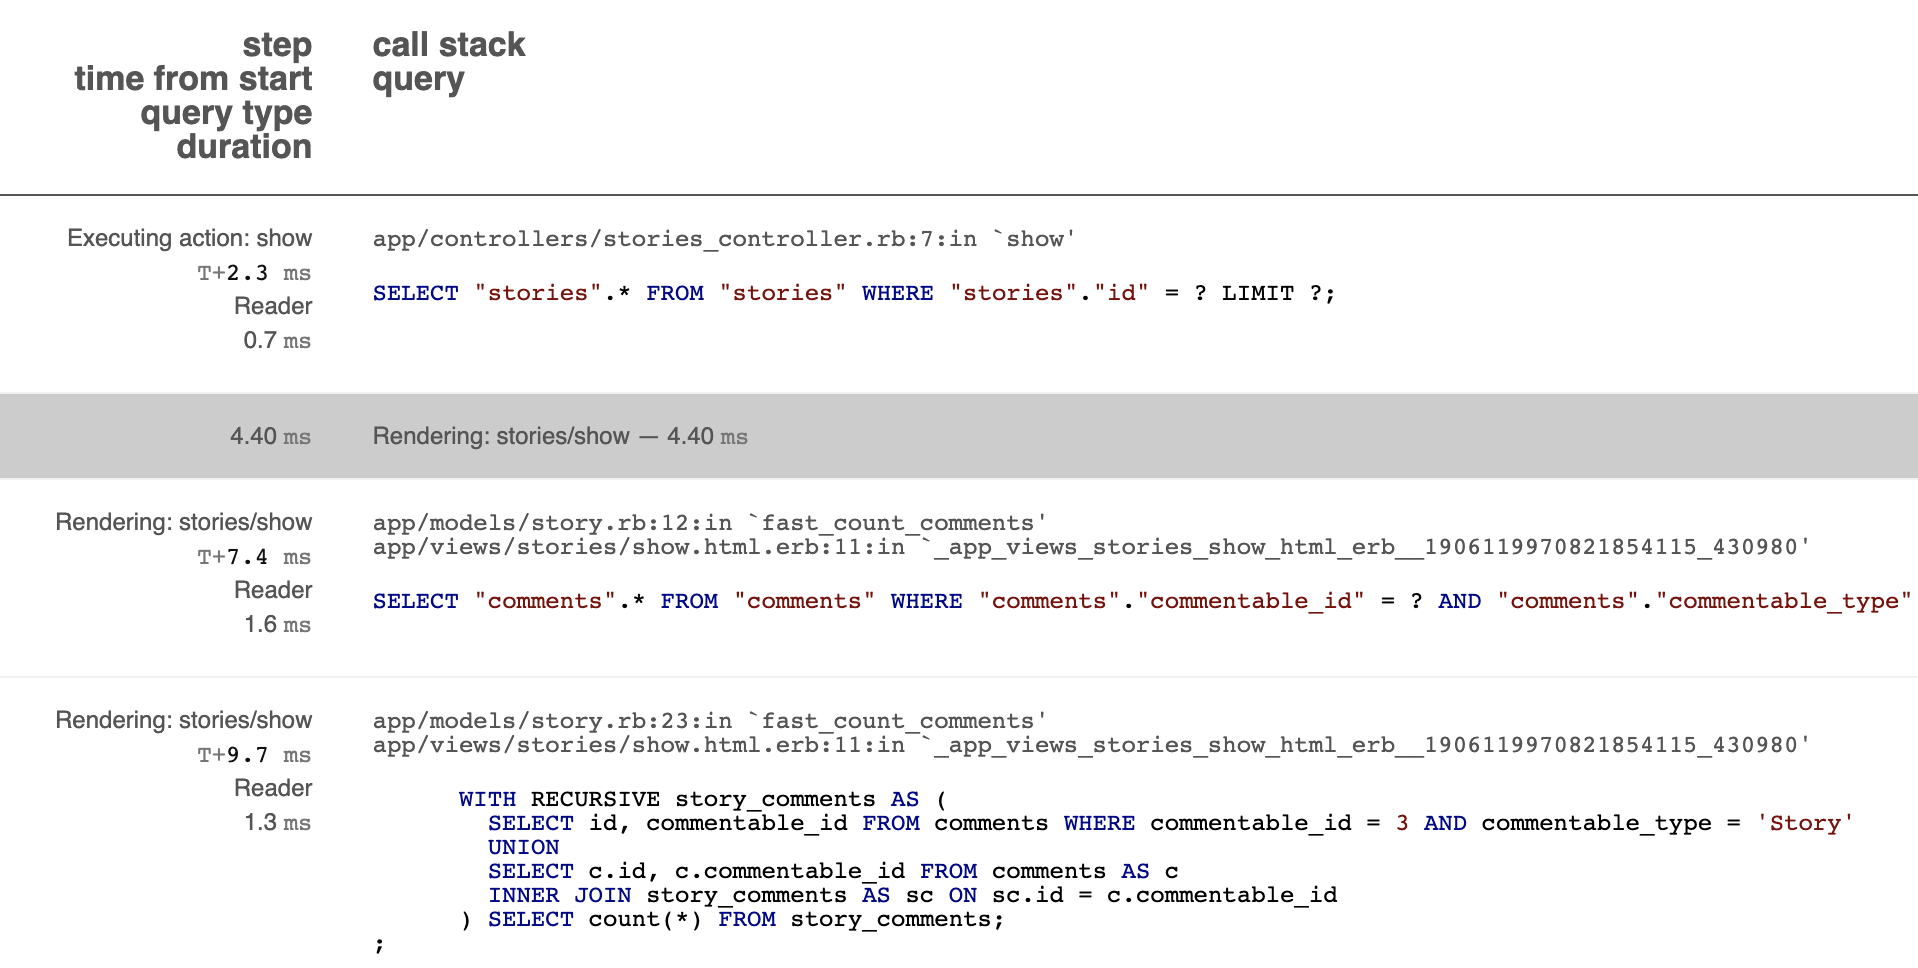 step
time from start
query type
duration
call stack
query
Executing action: show
T+2.3 ms
Reader
0.7 ms
app/controllers/stories_controller.rb:7:in `show'
SELECT "stories".* FROM "stories" WHERE "stories"."id" = ? LIMIT ?;
4.40 ms
Rendering: stories/show — 4.40 ms
Rendering: stories/show
T+7.4 ms
Reader
1.6 ms
app/models/story.rb:12:in `fast_count_comments'
app/views/stories/show.html.erb:11:in `_app_views_stories_show_html_erb__1906119970821854115_430980'
SELECT "comments".* FROM "comments" WHERE "comments"."commentable_id" = ? AND "comments"."commentable_type"
Rendering: stories/show
T+9.7 ms
Reader
1.3 ms
app/models/story.rb:23:in `fast_count_comments'
app/views/stories/show.html.erb:11:in `_app_views_stories_show_html_erb__1906119970821854115_430980'
WITH RECURSIVE story_comments AS (
SELECT id, commentable_id FROM comments WHERE commentable_id = 3 AND commentable_type = 'Story'
UNION
SELECT c.id, c.commentable_id FROM comments AS c
INNER JOIN story_comments AS sc ON sc.id = c.commentable_id
) SELECT count(*) FROM story_comments;
;